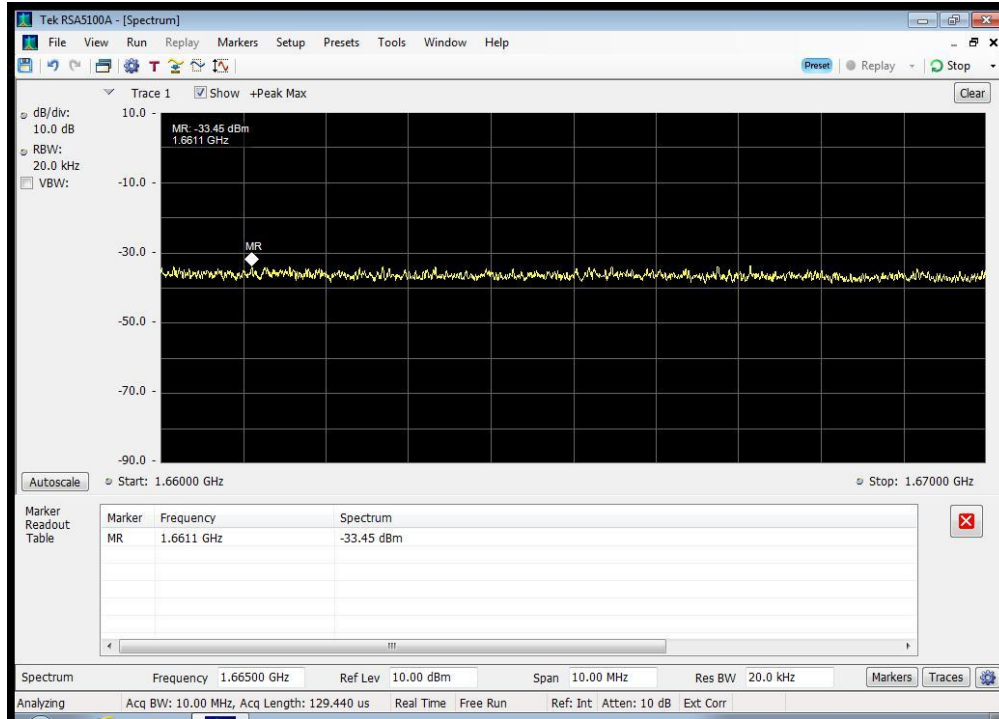 Tek RSA5100A - [Spectrum]
File View Run Replay Markers Setup Presets Tools Window Help
Preset Replay Stop
Trace 1 Show +Peak Max Clear
dB/div:
10.0 dB
RBW:
20.0 kHz
VBW:
10.0
-10.0
-30.0
-50.0
-70.0
-90.0
MR: -33.45 dBm
1.6611 GHz
MR
Autoscale Start: 1.66000 GHz Stop: 1.67000 GHz
Marker
Readout
Table
Marker Frequency Spectrum
MR 1.6611 GHz -33.45 dBm
Spectrum Frequency 1.66500 GHz Ref Lev 10.00 dBm Span 10.00 MHz Res BW 20.0 kHz Markers Traces
Analyzing Acq BW: 10.00 MHz, Acq Length: 129.440 us Real Time Free Run Ref: Int Atten: 10 dB Ext Corr